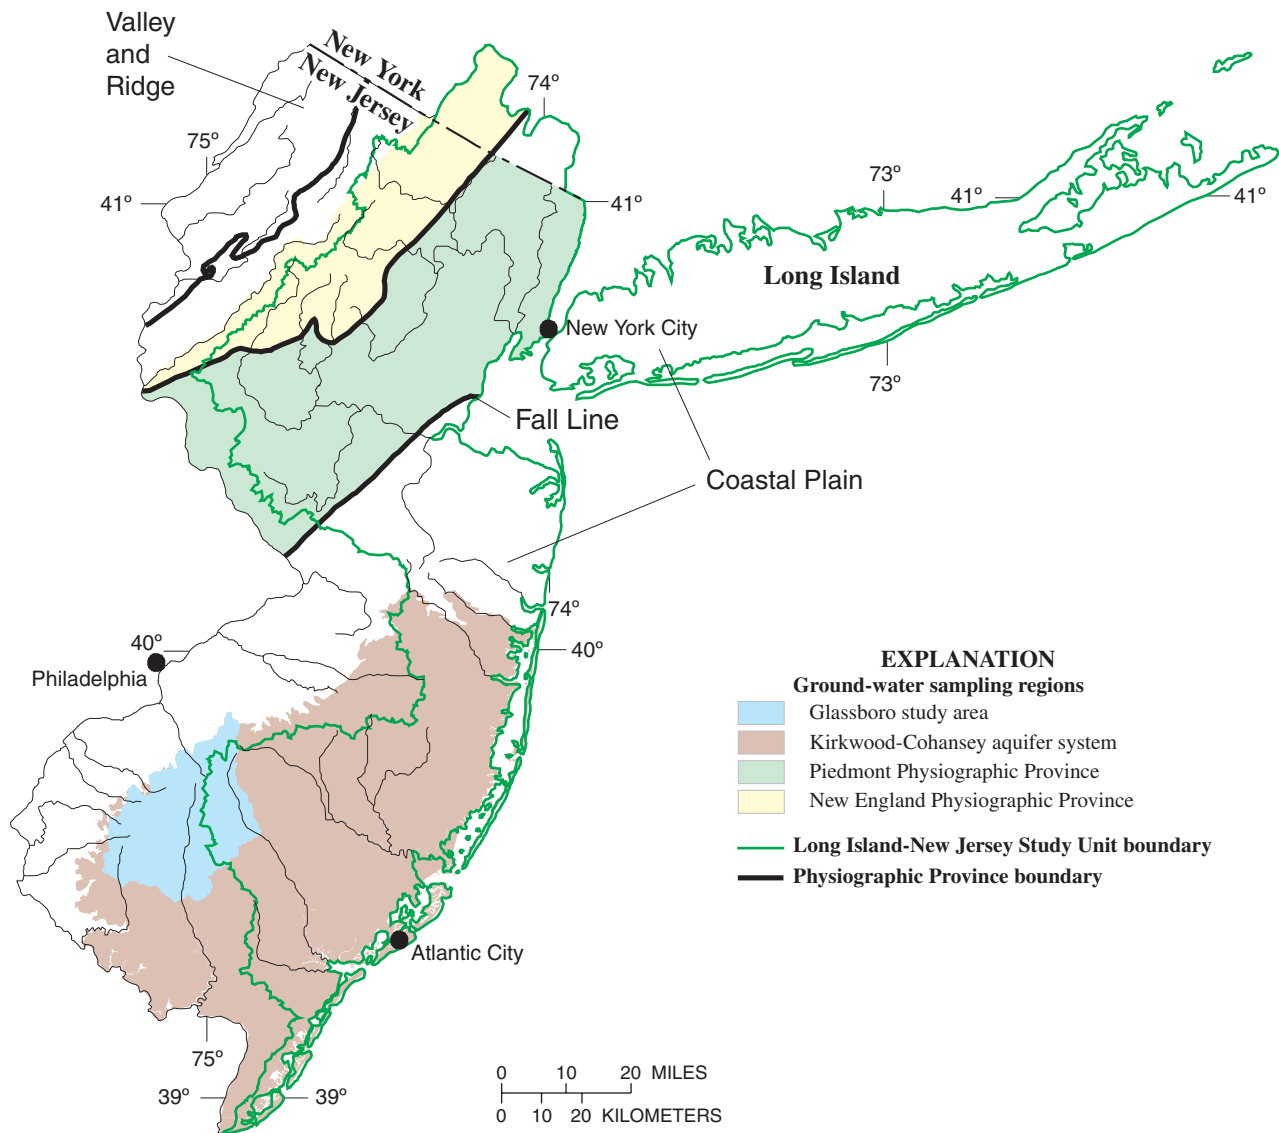 Valley
and
Ridge
New York
New Jersey
74°
75°
41°
41°
73°
41°
41°
Long Island
New York City
73°
Fall Line
Coastal Plain
74°
40°
40°
Philadelphia
EXPLANATION
Ground-water sampling regions
Glassboro study area
Kirkwood-Cohansey aquifer system
Piedmont Physiographic Province
New England Physiographic Province
Long Island-New Jersey Study Unit boundary
Physiographic Province boundary
Atlantic City
75°
39°
39°
0 10 20 MILES
0 10 20 KILOMETERS